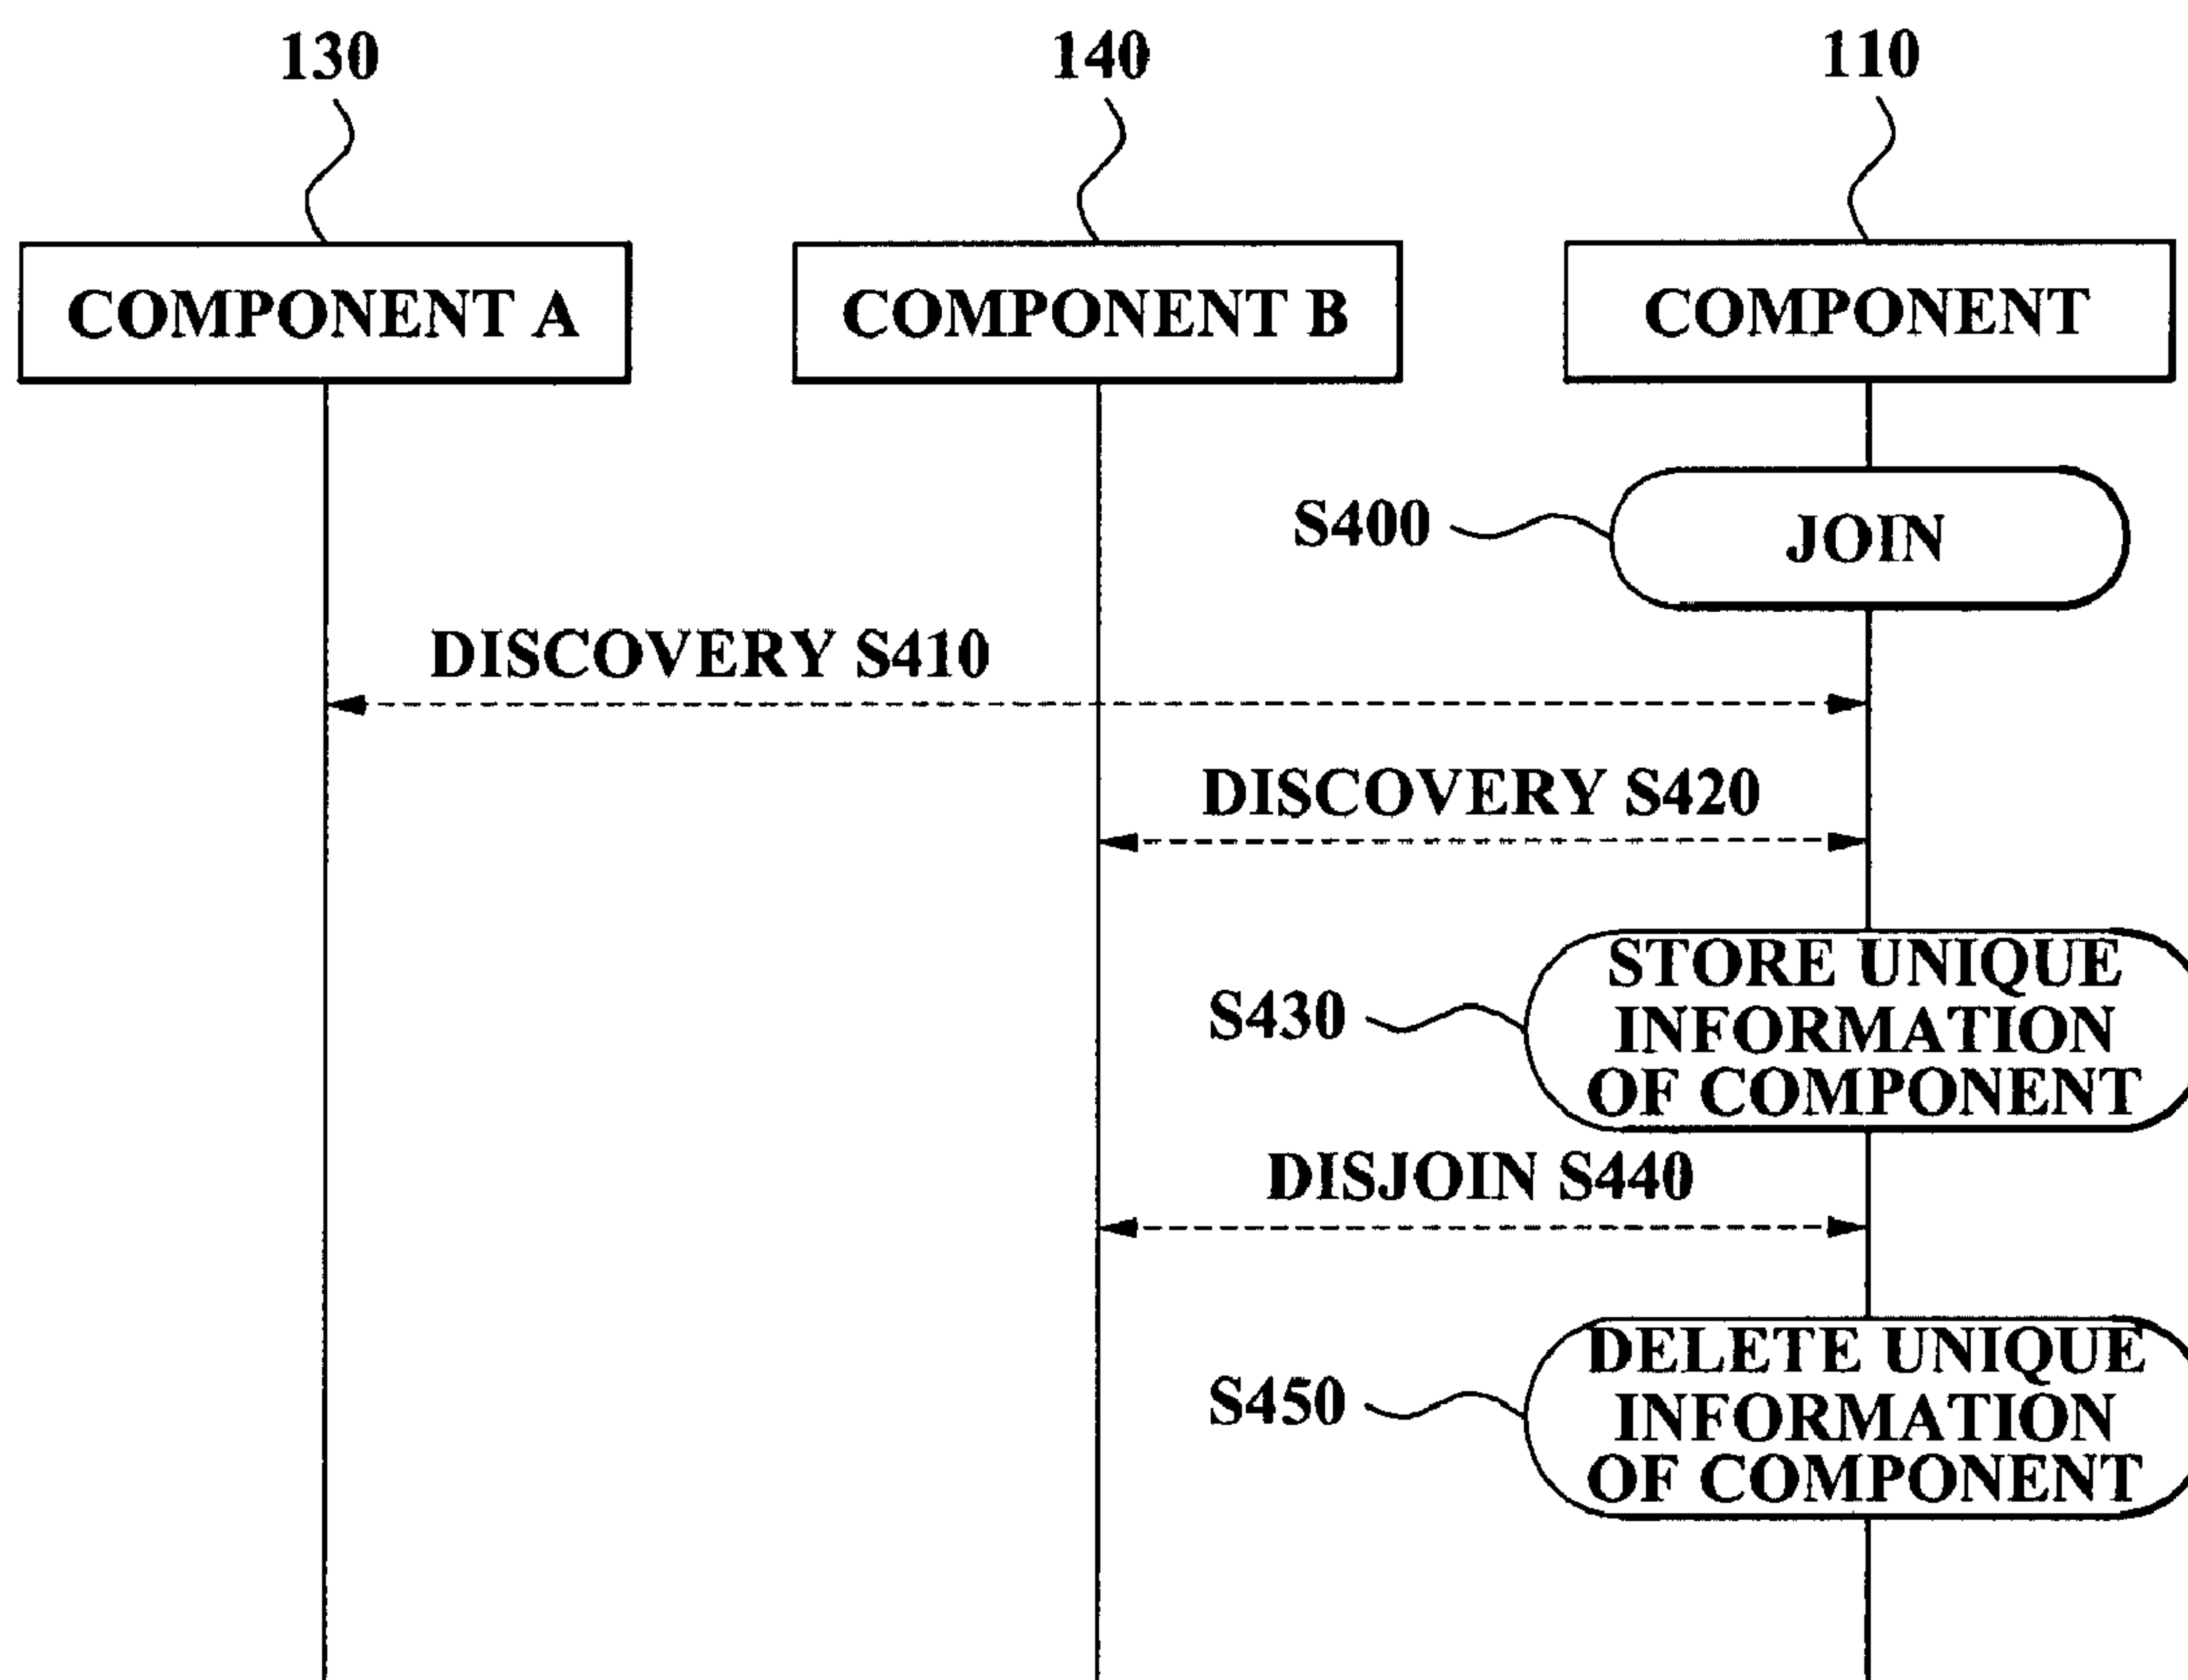 130
140
110
COMPONENT A
COMPONENT B
COMPONENT
S400
JOIN
DISCOVERY S410
DISCOVERY S420
S430
STORE UNIQUE
INFORMATION
OF COMPONENT
DISJOIN S440
S450
DELETE UNIQUE
INFORMATION
OF COMPONENT